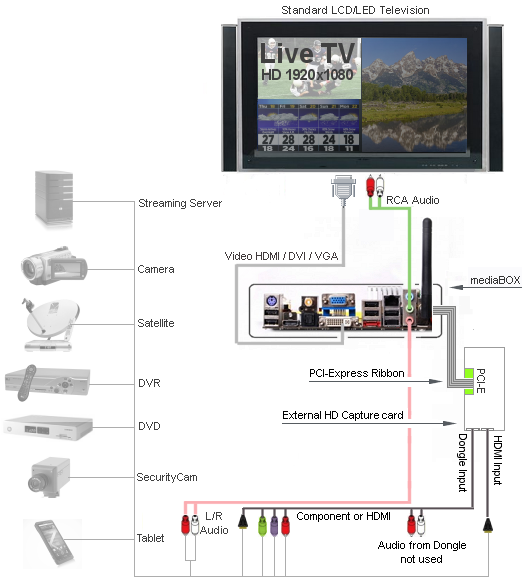 Standard LCD/LED Television
Live TV
HD 1920x1080
27 28 28 24 18
18 24 16 18 11
Streaming Server
RCA Audio
Video HDMI / DVI / VGA
Camera
mediaBOX
Satellite
PCI-Express Ribbon
PCI-E
DVR
External HD Capture card
DVD
Dongle Input
HDMI Input
SecurityCam
L/R
Audio
Component or HDMI
Tablet
Audio from Dongle
not used